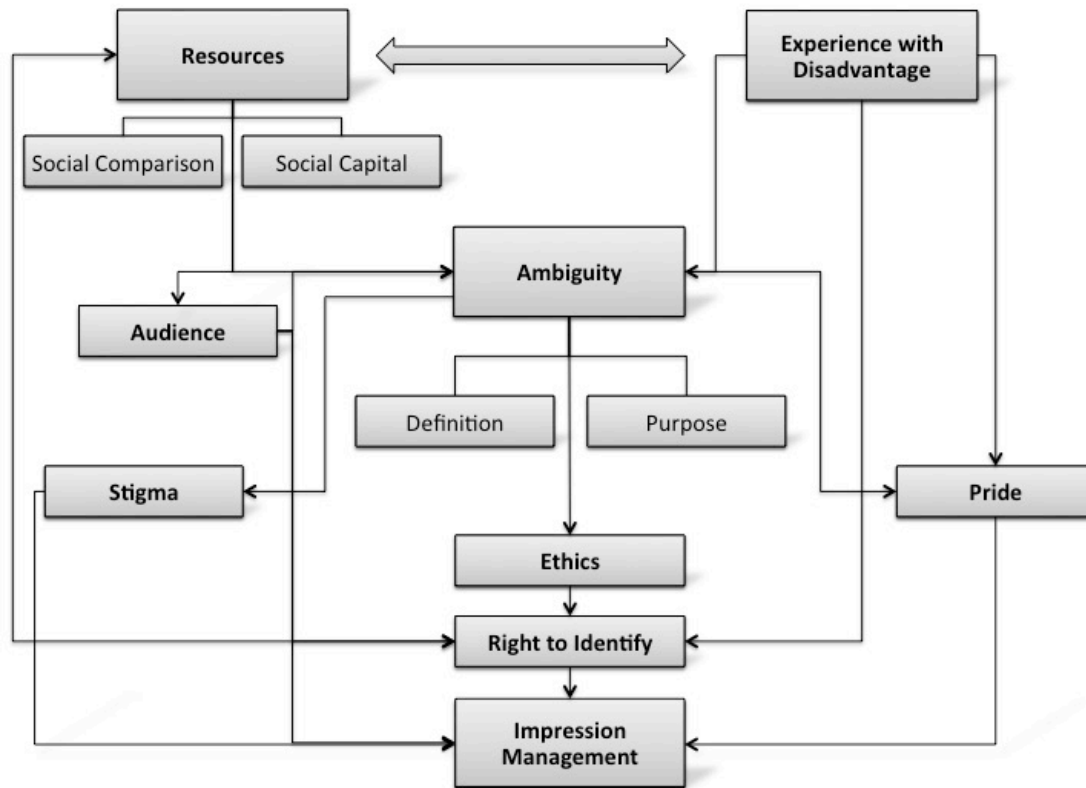 Resources
Experience with
Disadvantage
Social Comparison
Social Capital
Ambiguity
Audience
Definition
Purpose
Stigma
Pride
Ethics
Right to Identify
Impression
Management